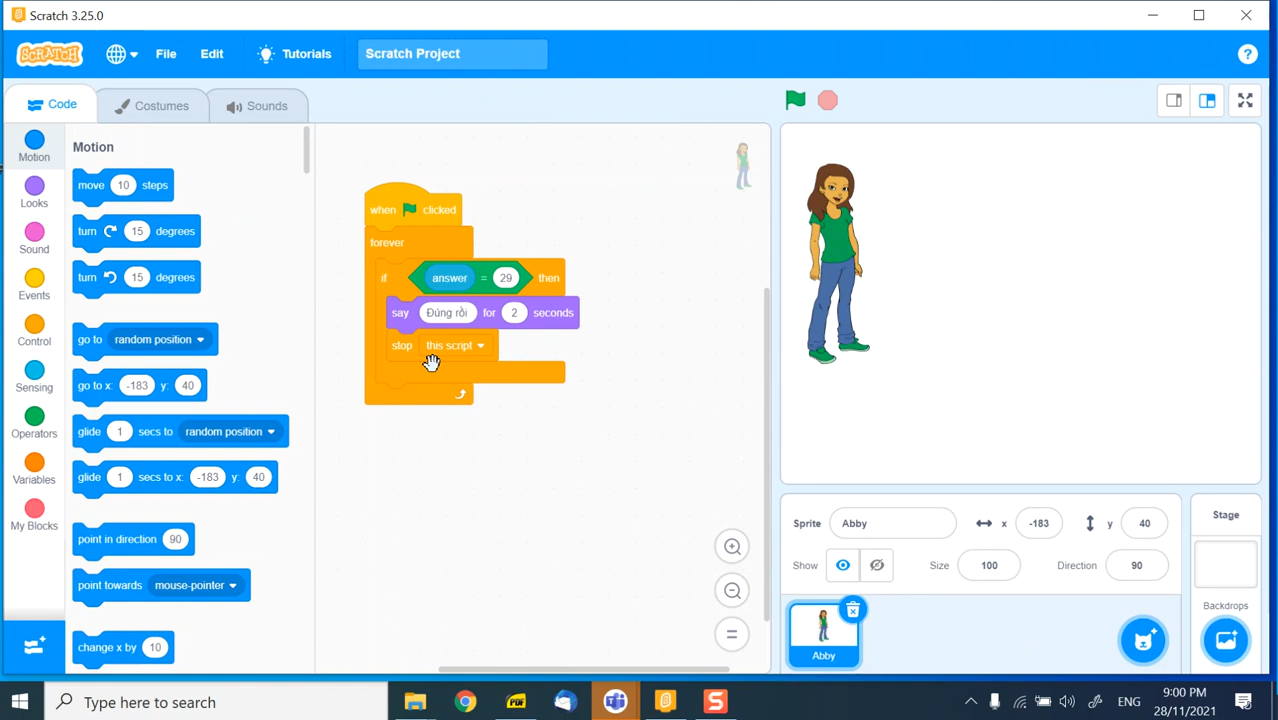 Scratch 3.25.0
SCRATCH File Edit Tutorials Scratch Project ?
Code Costumes Sounds
Motion
Looks
Sound
Events
Control
Sensing
Operators
Variables
My Blocks
Motion
move 10 steps
turn 15 degrees
turn 15 degrees
go to random position
go to x: -183 y: 40
glide 1 secs to random position
glide 1 secs to x: -183 y: 40
point in direction 90
point towards mouse-pointer
change x by 10
when clicked
forever
if answer = 29 then
say Đúng rồi for 2 seconds
stop this script
Sprite Abby x -183 y 40
Show Size 100 Direction 90
Abby
Stage
Backdrops
Type here to search
PDF
S
ENG
9:00 PM
28/11/2021